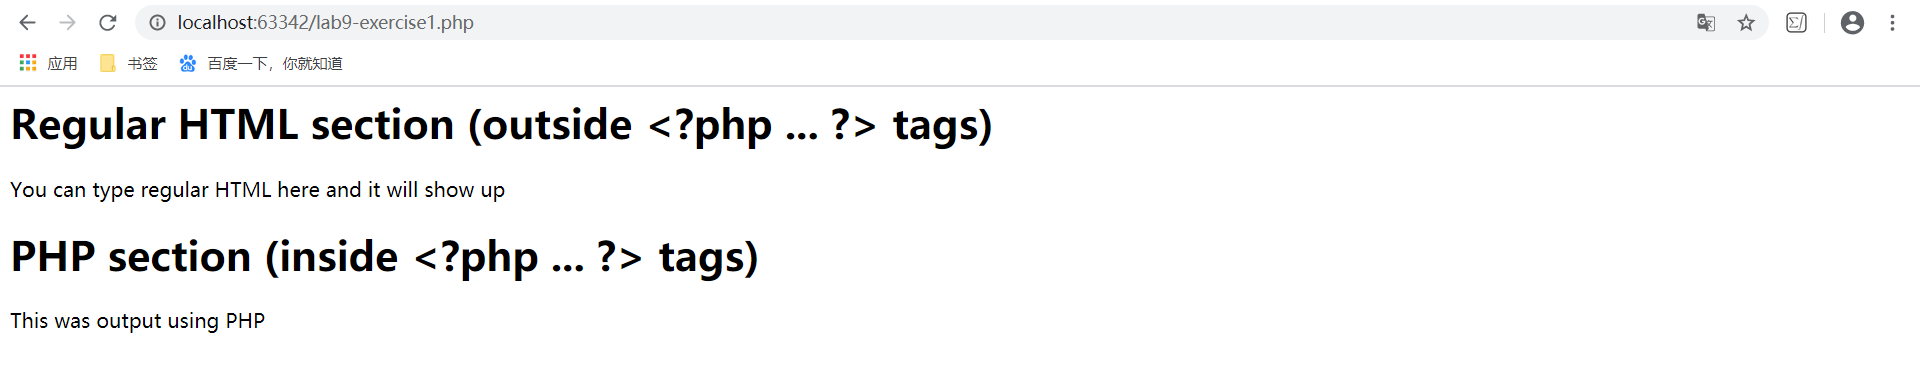 localhost:63342/lab9-exercise1.php
应用 书签 百度一下，你就知道
Regular HTML section (outside <?php ... ?> tags)
You can type regular HTML here and it will show up
PHP section (inside <?php ... ?> tags)
This was output using PHP